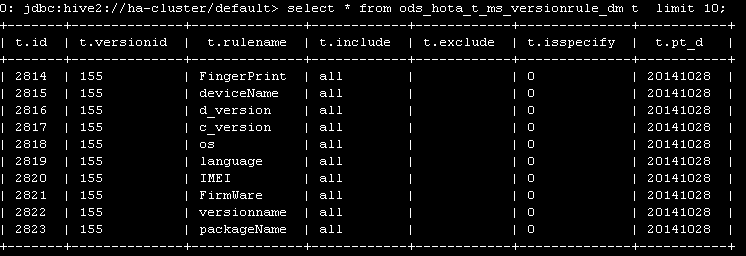 0: jdbc:hive2://ha-cluster/default> select * from ods_hota_t_ms_versionrule_dm t  limit 10;
+-------+--------------+--------------+------------+------------+--------------+-----------+
| t.id  | t.versionid  |  t.rulename  | t.include  | t.exclude  | t.isspecify  |  t.pt_d   |
+-------+--------------+--------------+------------+------------+--------------+-----------+
| 2814  | 155          | FingerPrint  | all        |            | 0            | 20141028  |
| 2815  | 155          | deviceName   | all        |            | 0            | 20141028  |
| 2816  | 155          | d_version    | all        |            | 0            | 20141028  |
| 2817  | 155          | c_version    | all        |            | 0            | 20141028  |
| 2818  | 155          | os           | all        |            | 0            | 20141028  |
| 2819  | 155          | language     | all        |            | 0            | 20141028  |
| 2820  | 155          | IMEI         | all        |            | 0            | 20141028  |
| 2821  | 155          | FirmWare     | all        |            | 0            | 20141028  |
| 2822  | 155          | versionname  | all        |            | 0            | 20141028  |
| 2823  | 155          | packageName  | all        |            | 0            | 20141028  |
+-------+--------------+--------------+------------+------------+--------------+-----------+